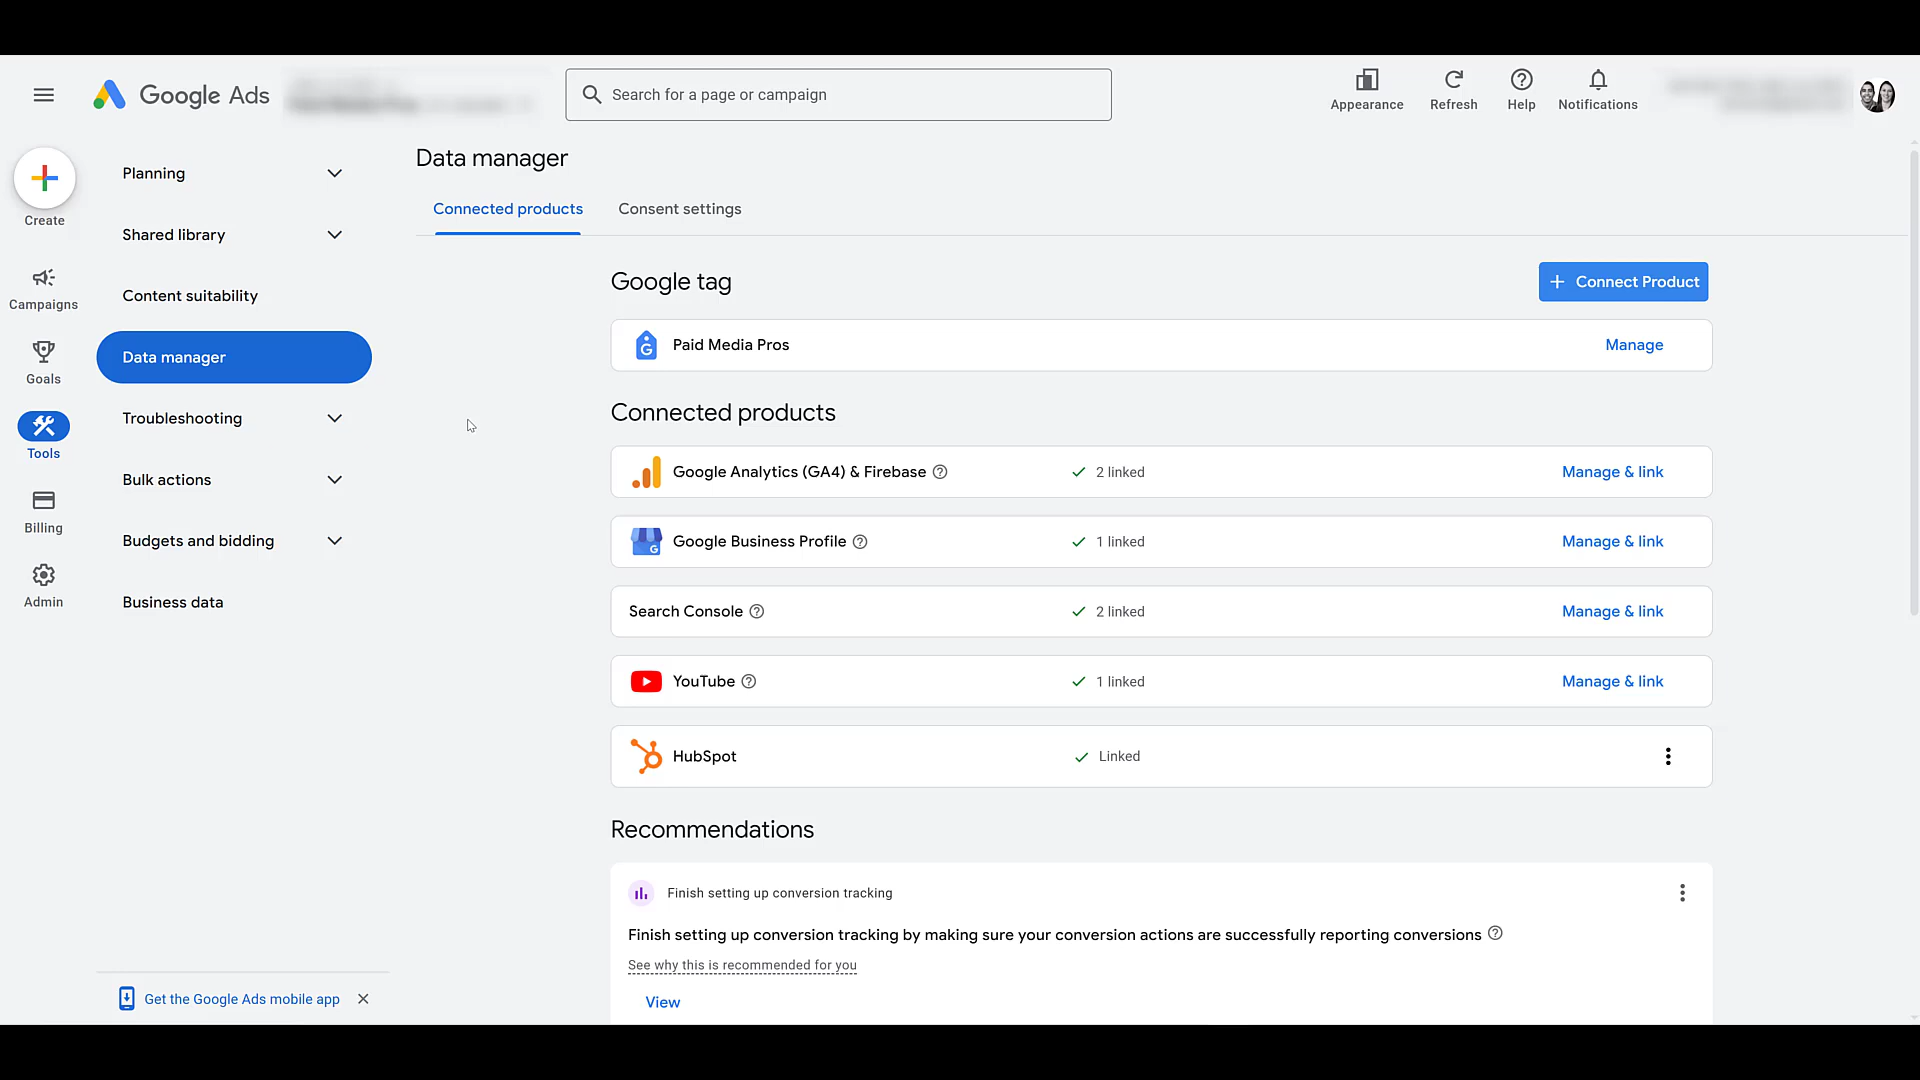 Google Ads
Search for a page or campaign
Appearance
Refresh
Help
Notifications
Create
Campaigns
Goals
Tools
Billing
Admin
Planning
Shared library
Content suitability
Data manager
Troubleshooting
Bulk actions
Budgets and bidding
Business data
Get the Google Ads mobile app
Data manager
Connected products
Consent settings
Google tag
+ Connect Product
Paid Media Pros
Manage
Connected products
Google Analytics (GA4) & Firebase
2 linked
Manage & link
Google Business Profile
1 linked
Manage & link
Search Console
2 linked
Manage & link
YouTube
1 linked
Manage & link
HubSpot
Linked
Recommendations
Finish setting up conversion tracking
Finish setting up conversion tracking by making sure your conversion actions are successfully reporting conversions
See why this is recommended for you
View